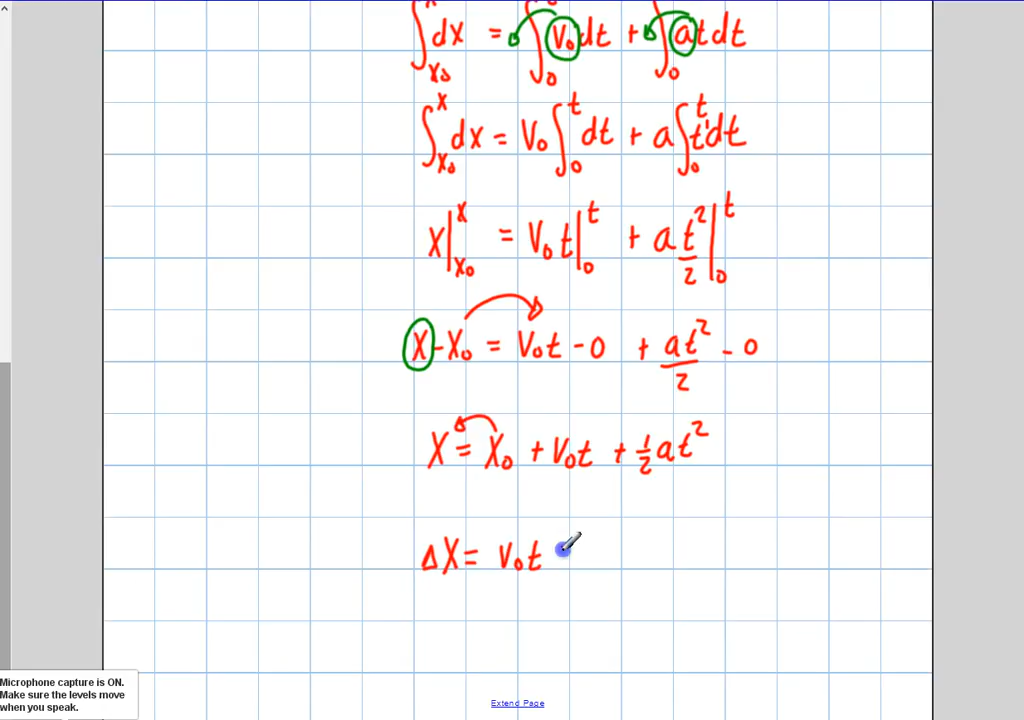 ∫x₀ dx = ∫₀ v₀ dt + ∫₀ a t dt
∫x₀ˣ dx = V₀ ∫₀ᵗ dt + a ∫₀ᵗ t¹ dt
x|x₀ˣ = V₀ t|₀ᵗ + a t²/2|₀ᵗ
X - X₀ = V₀t - 0 + at²/2 - 0
X = X₀ + V₀t + ½at²
ΔX = V₀t
Microphone capture is ON.
Make sure the levels move
when you speak.
Extend Page